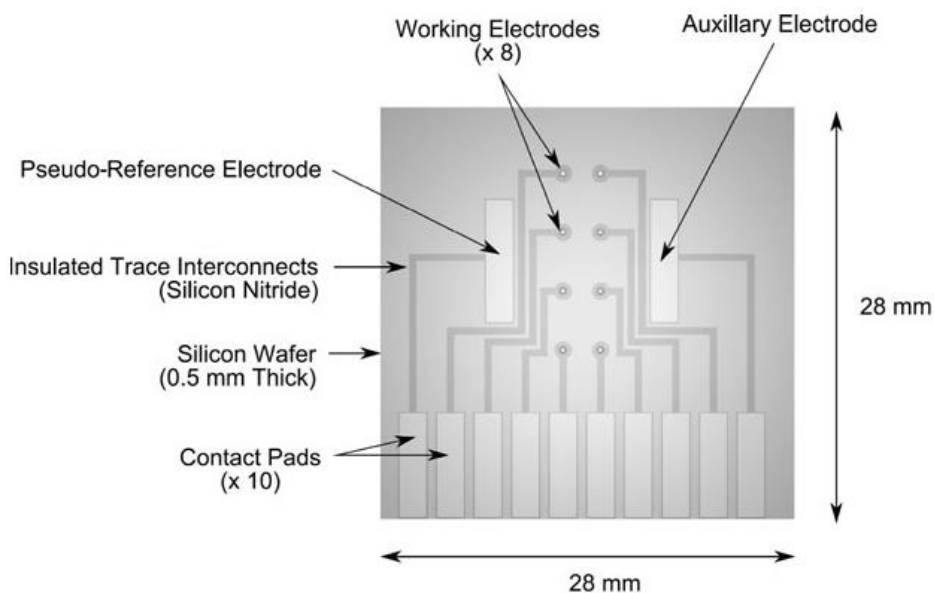 Working Electrodes
(x 8)
Auxillary Electrode
Pseudo-Reference Electrode
Insulated Trace Interconnects
(Silicon Nitride)
28 mm
Silicon Wafer
(0.5 mm Thick)
Contact Pads
(x 10)
28 mm